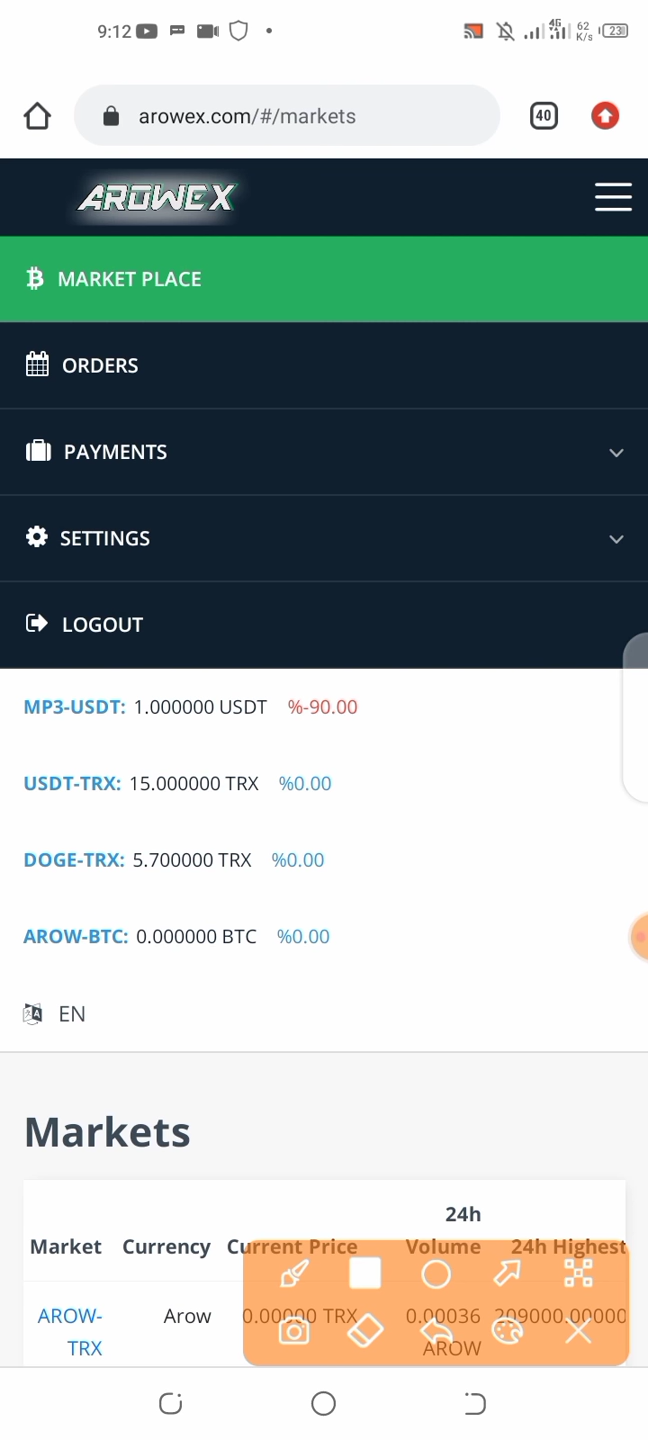 9:12 4G 62 K/s 23
arowex.com/#/markets 40
AROWEX
MARKET PLACE
ORDERS
PAYMENTS
SETTINGS
LOGOUT
MP3-USDT: 1.000000 USDT %-90.00
USDT-TRX: 15.000000 TRX %0.00
DOGE-TRX: 5.700000 TRX %0.00
AROW-BTC: 0.000000 BTC %0.00
EN
Markets
24h
Market Currency Current Price Volume 24h Highest
AROW- Arow 0.00000 TRX 0.00036 209000.00000
TRX AROW